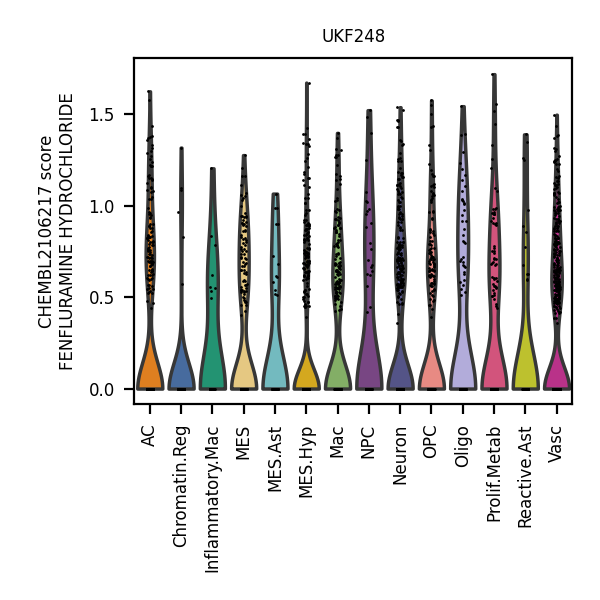 UKF248
CHEMBL2106217 score
FENFLURAMINE HYDROCHLORIDE
1.5
1.0
0.5
0.0
AC
Chromatin.Reg
Inflammatory.Mac
MES
MES.Ast
MES.Hyp
Mac
NPC
Neuron
OPC
Oligo
Prolif.Metab
Reactive.Ast
Vasc